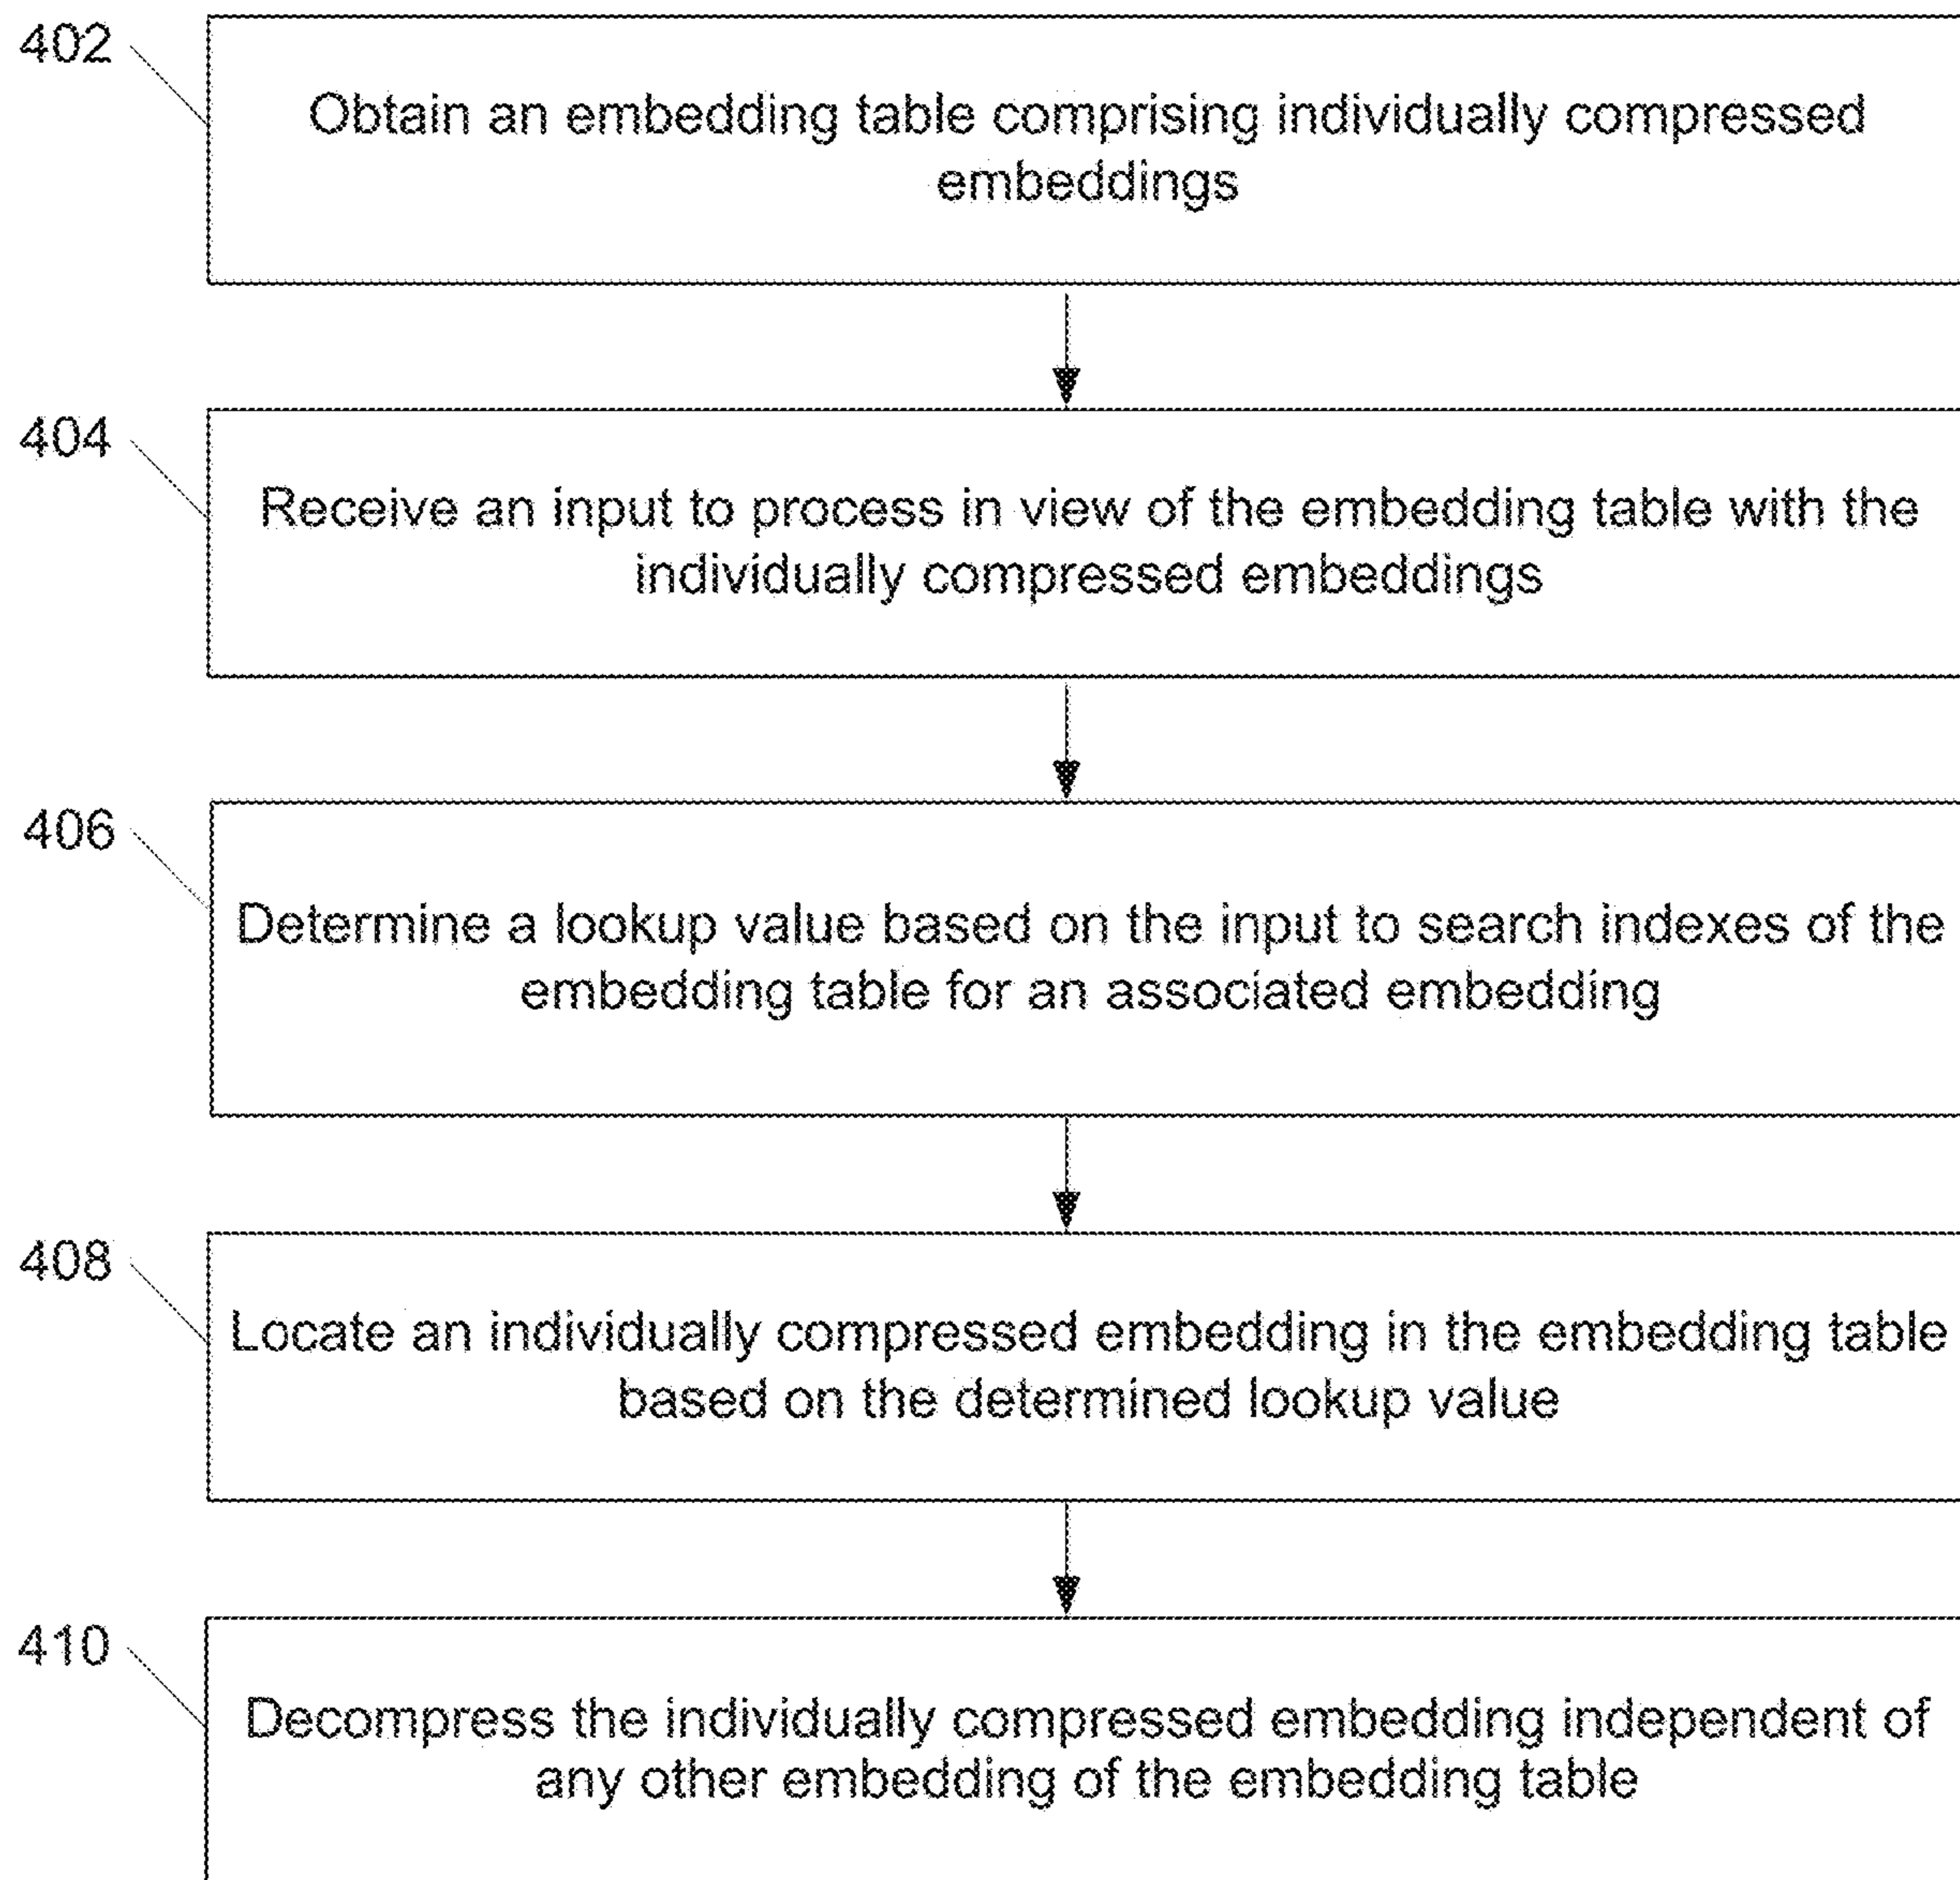 402
Obtain an embedding table comprising individually compressed
embeddings
404
Receive an input to process in view of the embedding table with the
individually compressed embeddings
406
Determine a lookup value based on the input to search indexes of the
embedding table for an associated embedding
408
Locate an individually compressed embedding in the embedding table
based on the determined lookup value
410
Decompress the individually compressed embedding independent of
any other embedding of the embedding table